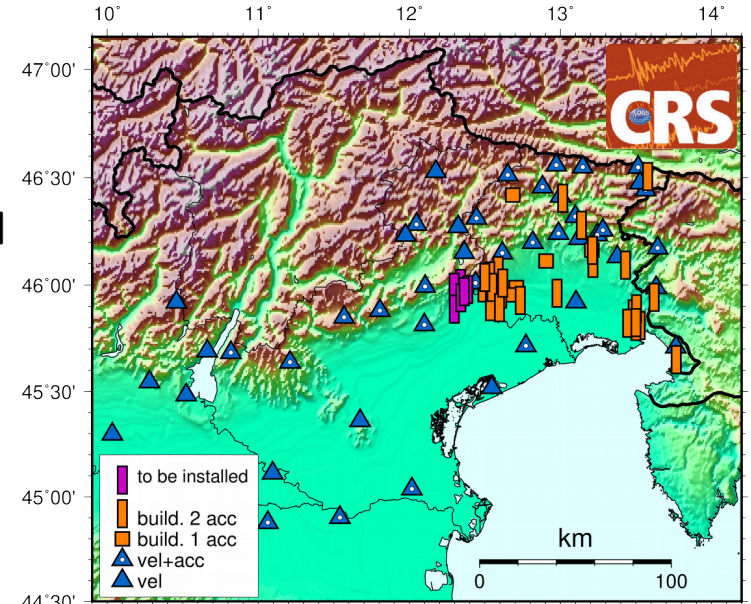 10° 11° 12° 13° 14°
47°00'
46°30'
46°00'
45°30'
45°00'
44°30'
CRS
to be installed
build. 2 acc
build. 1 acc
vel+acc
vel
km
0 100